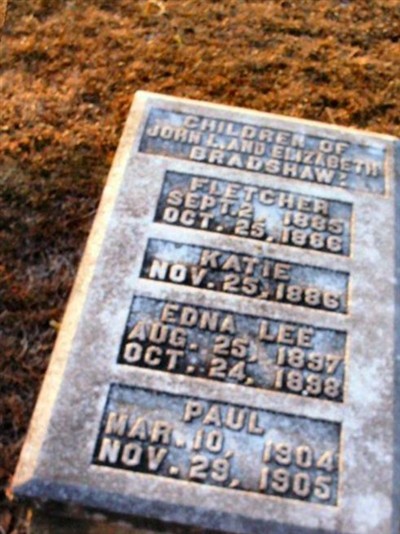 CHILDREN OF
JOHN L. AND ELIZABETH
BRADSHAW:
FLETCHER
SEPT. 2, 1885
OCT. 25, 1886
KATIE
NOV. 25, 1886
EDNA LEE
AUG. 25, 1897
OCT. 24, 1898
PAUL
MAR. 10, 1904
NOV. 29, 1905